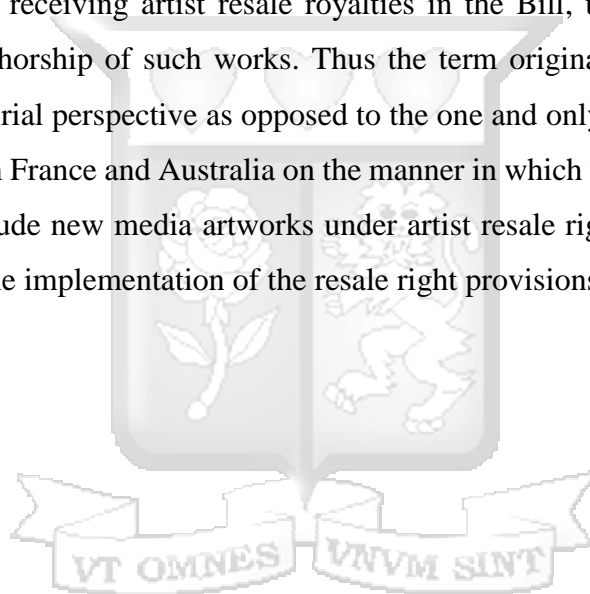 receiving artist resale royalties in the Bill,
horship of such works. Thus the term origina
rial perspective as opposed to the one and only
France and Australia on the manner in which
ude new media artworks under artist resale rig
e implementation of the resale right provisions
VT OMNES VNVM SINT